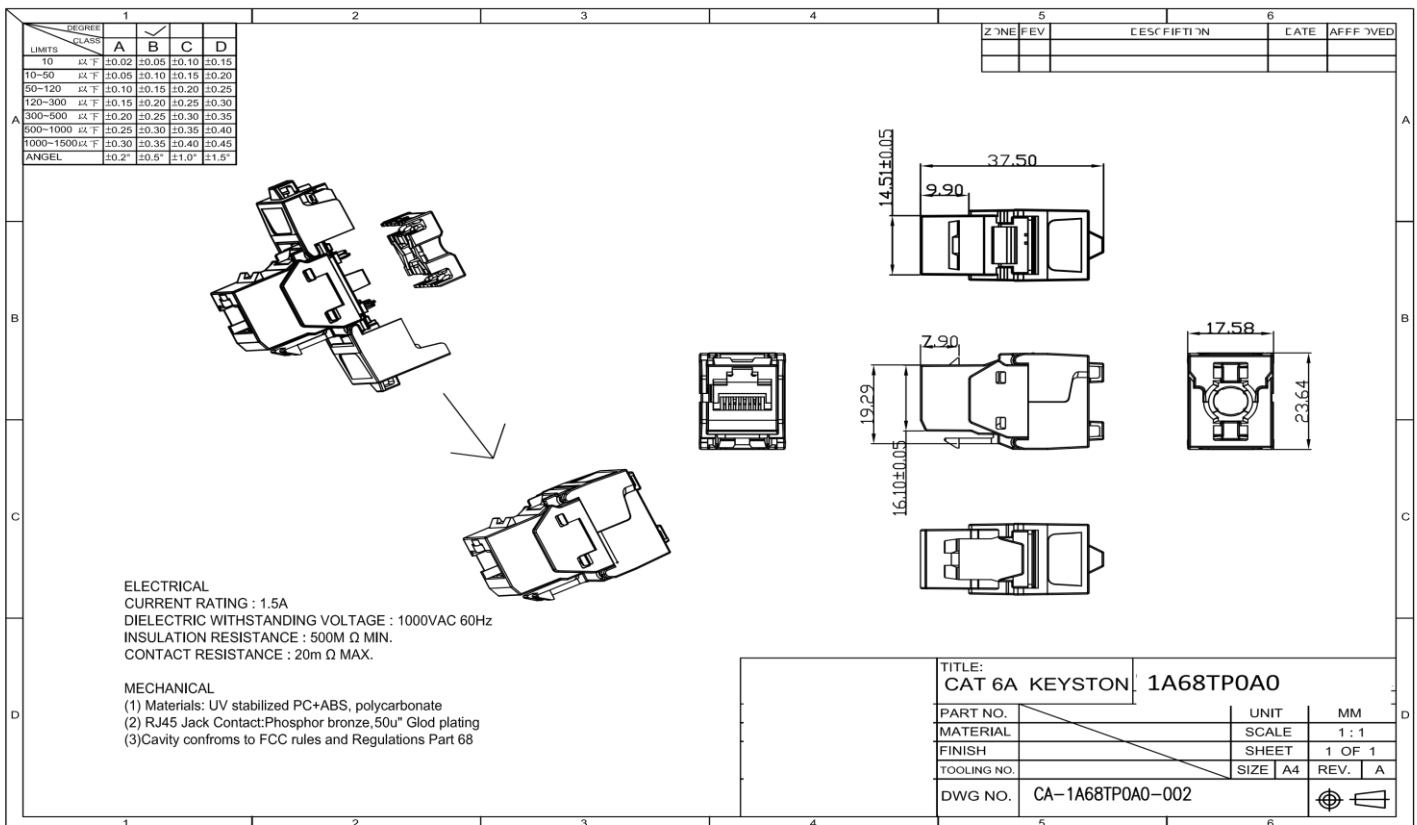 1 2 3 4 5 6
DEGREE
CLASS
LIMITS A B C D
10 以下 ±0.02 ±0.05 ±0.10 ±0.15
10~50 以下 ±0.05 ±0.10 ±0.15 ±0.20
50~120 以下 ±0.10 ±0.15 ±0.20 ±0.25
120~300 以下 ±0.15 ±0.20 ±0.25 ±0.30
300~500 以下 ±0.20 ±0.25 ±0.30 ±0.35
500~1000 以下 ±0.25 ±0.30 ±0.35 ±0.40
1000~1500以下 ±0.30 ±0.35 ±0.40 ±0.45
ANGEL ±0.2° ±0.5° ±1.0° ±1.5°
ZONE REV DESCRIPTION DATE APPROVED
A A
B B
C C
D D
14.51±0.05
37.50
9.90
7.90
19.29
16.10±0.05
17.58
23.64
ELECTRICAL
CURRENT RATING : 1.5A
DIELECTRIC WITHSTANDING VOLTAGE : 1000VAC 60Hz
INSULATION RESISTANCE : 500M Ω MIN.
CONTACT RESISTANCE : 20m Ω MAX.
MECHANICAL
(1) Materials: UV stabilized PC+ABS, polycarbonate
(2) RJ45 Jack Contact:Phosphor bronze,50u" Glod plating
(3)Cavity confroms to FCC rules and Regulations Part 68
TITLE:
CAT 6A KEYSTON 1A68TP0A0
PART NO. UNIT MM
MATERIAL SCALE 1 : 1
FINISH SHEET 1 OF 1
TOOLING NO. SIZE A4 REV. A
DWG NO. CA-1A68TP0A0-002
1 2 3 4 5 6